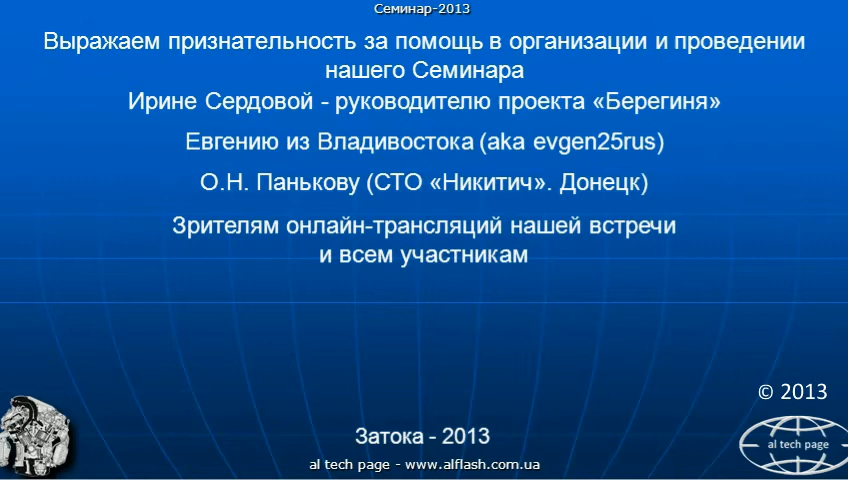 Семинар-2013
Выражаем признательность за помощь в организации и проведении
нашего Семинара
Ирине Сердовой - руководителю проекта «Берегиня»
Евгению из Владивостока (aka evgen25rus)
О.Н. Панькову (СТО «Никитич». Донецк)
Зрителям онлайн-трансляций нашей встречи
и всем участникам
© 2013
Затока - 2013
al tech page
al tech page - www.alflash.com.ua